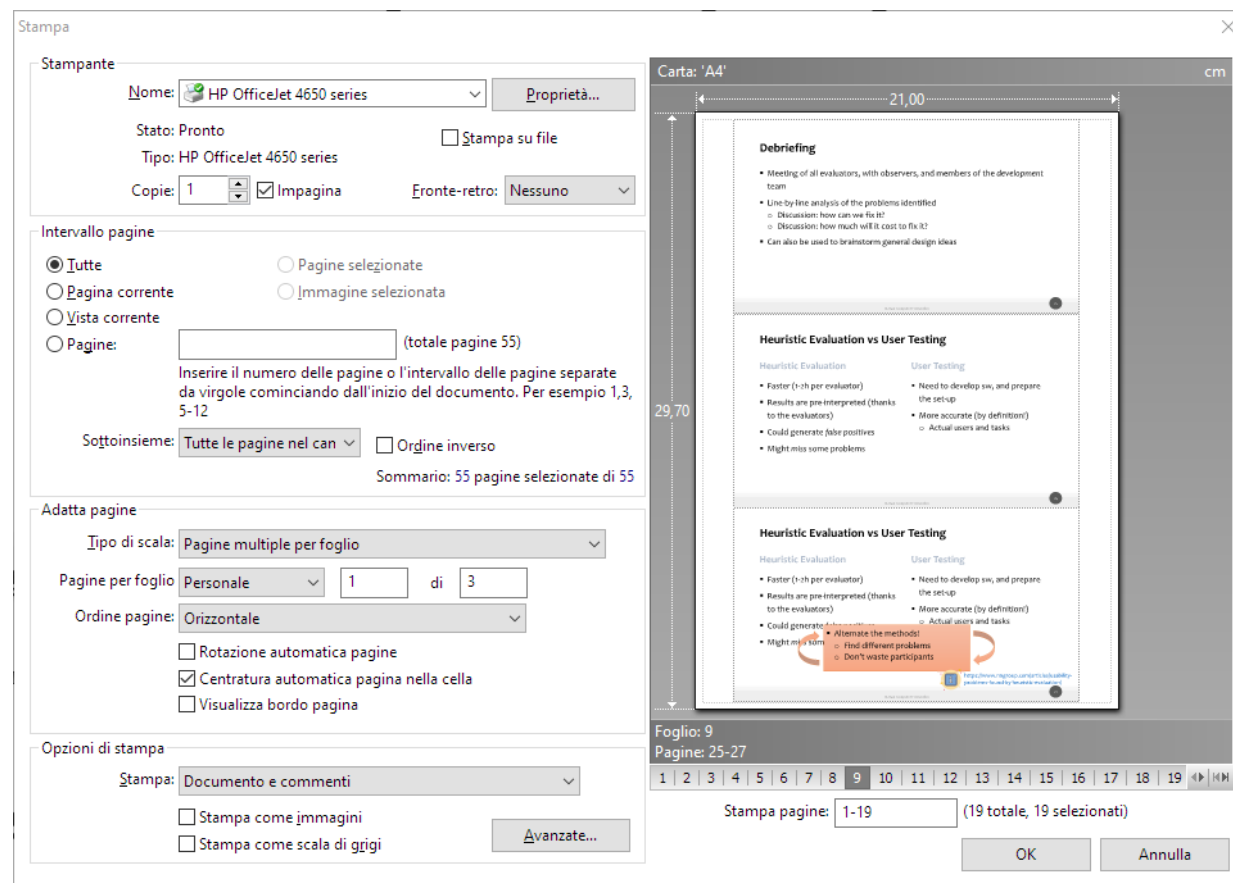 Stampa
Stampante
Nome: HP OfficeJet 4650 series Proprietà...
Stato: Pronto
Stampa su file
Tipo: HP OfficeJet 4650 series
Copie: 1 Impagina Fronte-retro: Nessuno
Intervallo pagine
Tutte Pagine selezionate
Pagina corrente Immagine selezionata
Vista corrente
Pagine: (totale pagine 55)
Inserire il numero delle pagine o l'intervallo delle pagine separate
da virgole cominciando dall'inizio del documento. Per esempio 1,3,
5-12
Sottoinsieme: Tutte le pagine nel can Ordine inverso
Sommario: 55 pagine selezionate di 55
Adatta pagine
Tipo di scala: Pagine multiple per foglio
Pagine per foglio Personale 1 di 3
Ordine pagine: Orizzontale
Rotazione automatica pagine
Centratura automatica pagina nella cella
Visualizza bordo pagina
Opzioni di stampa
Stampa: Documento e commenti
Stampa come immagini
Stampa come scala di grigi
Avanzate...
Carta: 'A4' cm
21,00
29,70
Debriefing
▪ Meeting of all evaluators, with observers, and members of the development
team
▪ Line-by-line analysis of the problems identified
o Discussion: how can we fix it?
o Discussion: how much will it cost to fix it?
▪ Can also be used to brainstorm general design ideas
Heuristic Evaluation vs User Testing
Heuristic Evaluation
▪ Faster (1-2h per evaluator)
▪ Results are pre-interpreted (thanks
to the evaluators)
▪ Could generate false positives
▪ Might miss some problems
User Testing
▪ Need to develop sw, and prepare
the set-up
▪ More accurate (by definition!)
o Actual users and tasks
Heuristic Evaluation vs User Testing
Heuristic Evaluation
▪ Faster (1-2h per evaluator)
▪ Results are pre-interpreted (thanks
to the evaluators)
▪ Could generate
▪ Might
User Testing
▪ Need to develop sw, and prepare
the set-up
▪ More accurate (by definition!)
o Actual users and tasks
▪ Alternate the methods!
o Find different problems
o Don't waste participants
Foglio: 9
Pagine: 25-27
1 2 3 4 5 6 7 8 9 10 11 12 13 14 15 16 17 18 19
Stampa pagine: 1-19 (19 totale, 19 selezionati)
OK Annulla